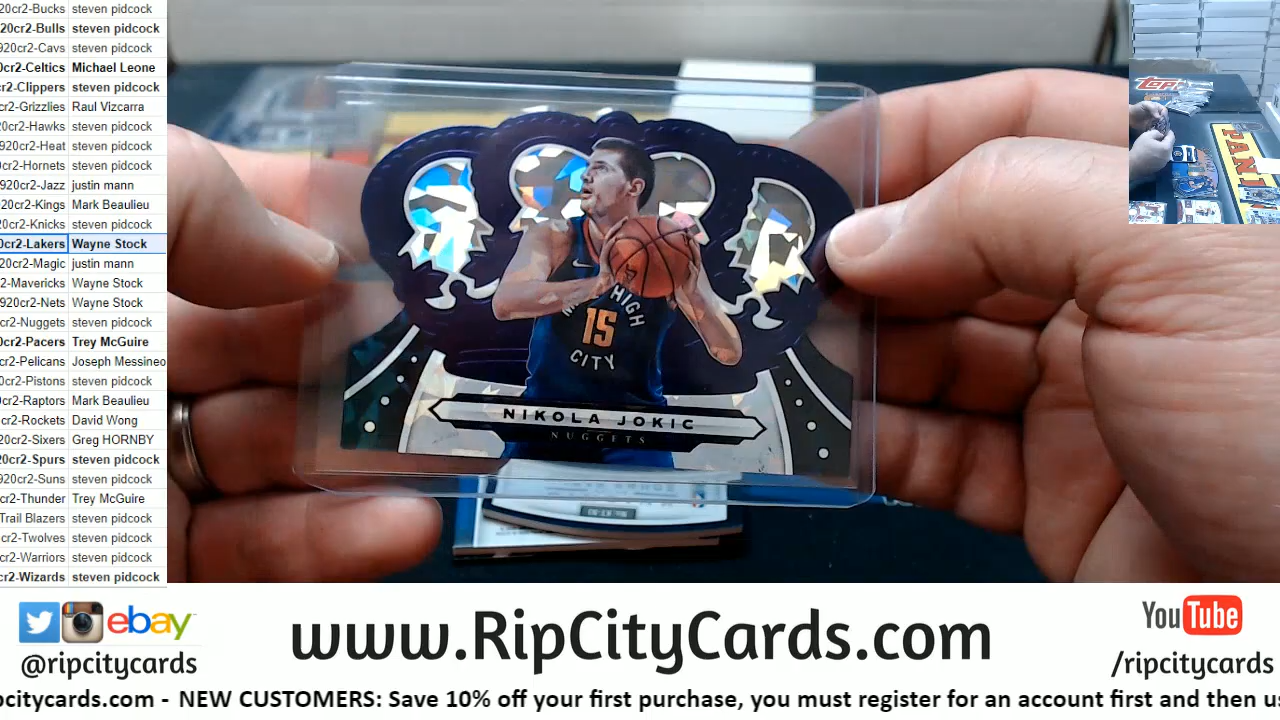 20cr2-Bucks steven pidcock
20cr2-Bulls steven pidcock
920cr2-Cavs steven pidcock
0cr2-Celtics Michael Leone
cr2-Clippers steven pidcock
cr2-Grizzlies Raul Vizcarra
20cr2-Hawks steven pidcock
920cr2-Heat steven pidcock
cr2-Hornets steven pidcock
920cr2-Jazz justin mann
20cr2-Kings Mark Beaulieu
20cr2-Knicks steven pidcock
0cr2-Lakers Wayne Stock
20cr2-Magic justin mann
2-Mavericks Wayne Stock
920cr2-Nets Wayne Stock
cr2-Nuggets steven pidcock
0cr2-Pacers Trey McGuire
cr2-Pelicans Joseph Messineo
20cr2-Pistons steven pidcock
0cr2-Raptors Mark Beaulieu
cr2-Rockets David Wong
20cr2-Sixers Greg HORNBY
20cr2-Spurs steven pidcock
920cr2-Suns steven pidcock
cr2-Thunder Trey McGuire
Trail Blazers steven pidcock
cr2-Twolves steven pidcock
cr2-Warriors steven pidcock
cr2-Wizards steven pidcock
HIGH
15
CITY
NIKOLA JOKIC
NUGGETS
Topps
PANI
ebay
@ripcitycards
www.RipCityCards.com
YouTube
/ripcitycards
pcitycards.com - NEW CUSTOMERS: Save 10% off your first purchase, you must register for an account first and then us